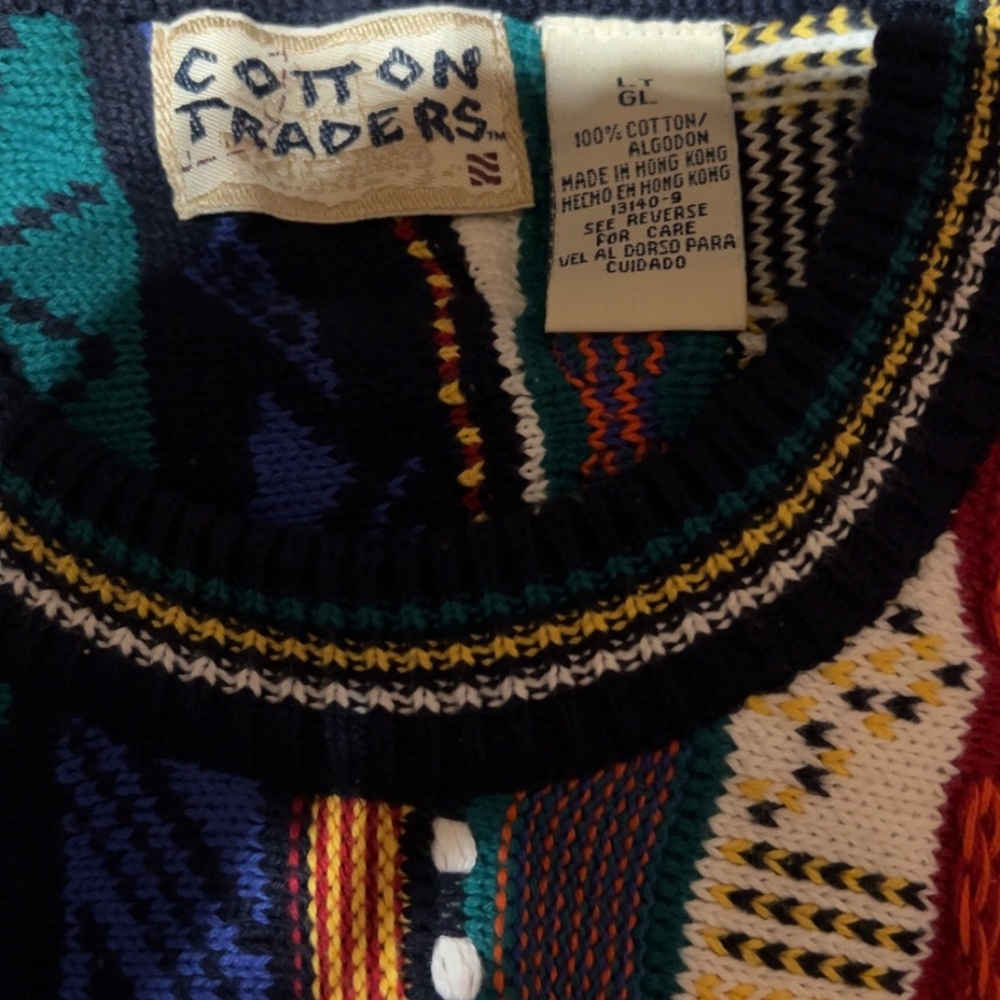 COTTON
TRADERS™
LT
GL
100% COTTON/
ALGODON
MADE IN HONG KONG
HECHO EN HONG KONG
13140-9
SEE REVERSE
FOR CARE
VEL AL DORSO PARA
CUIDADO